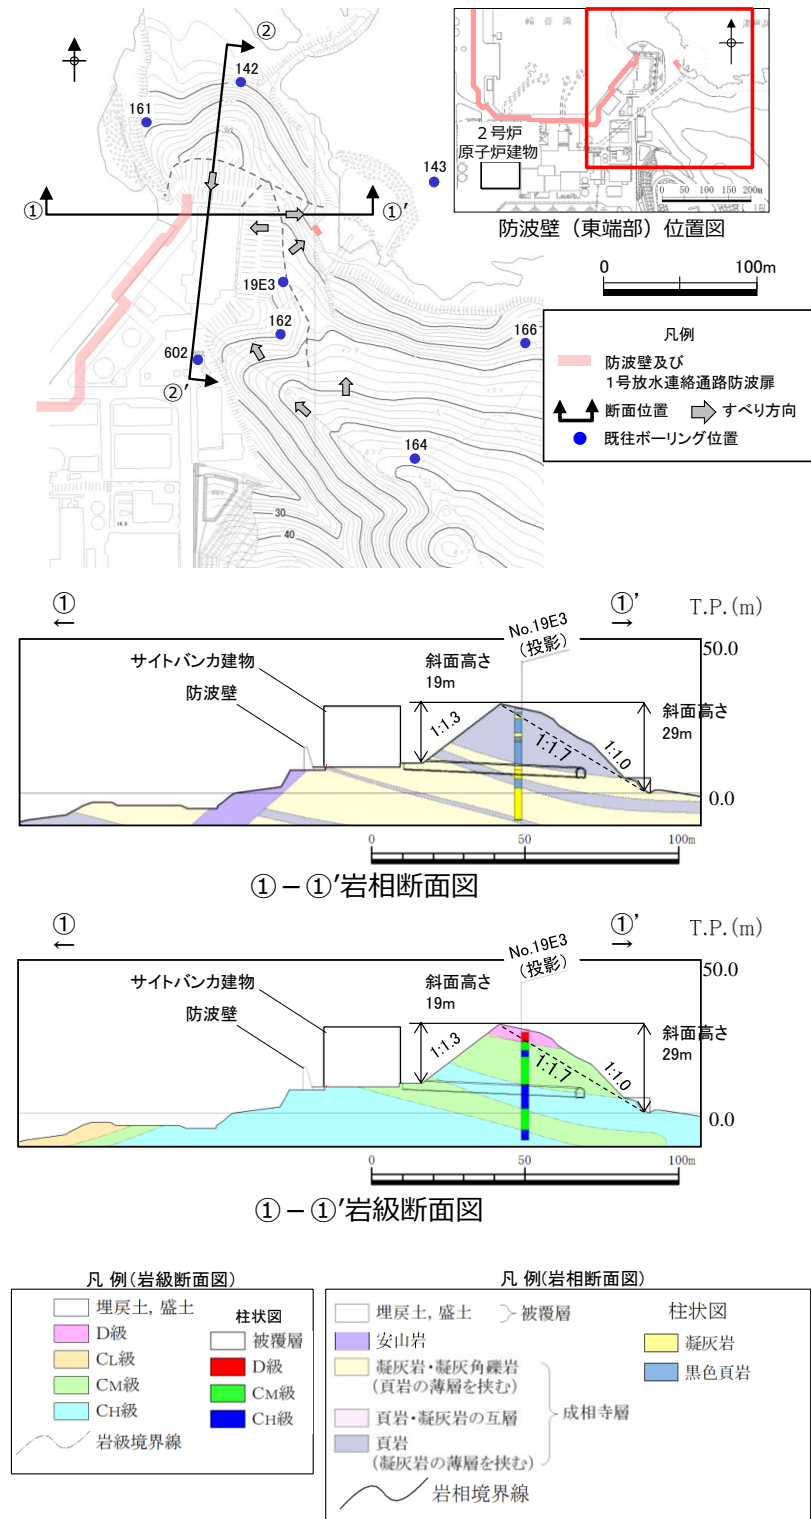 ②
142
161
30
①
①’
143
19E3
162
602
②’
166
164
30
40
輪谷湾
2号炉
原子炉建物
0 50 100 150 200m
防波壁（東端部）位置図
0 100m
凡例
防波壁及び
1号放水連絡通路防波扉
断面位置 すべり方向
既往ボーリング位置
① ①’ T.P.(m)
No.19E3
(投影)
50.0
サイトバンカ建物
防波壁
斜面高さ
19m
斜面高さ
29m
1:1.3
1:1.7
1:1.0
0.0
0 50 100m
①－①’岩相断面図
① ①’ T.P.(m)
No.19E3
(投影)
50.0
サイトバンカ建物
防波壁
斜面高さ
19m
斜面高さ
29m
1:1.3
1:1.7
1:1.0
0.0
0 50 100m
①－①’岩級断面図
凡 例(岩級断面図)
埋戻土, 盛土
D級
CL級
CM級
CH級
岩級境界線
柱状図
被覆層
D級
CM級
CH級
凡 例(岩相断面図)
埋戻土, 盛土 被覆層
安山岩
凝灰岩・凝灰角礫岩
(頁岩の薄層を挟む)
頁岩・凝灰岩の互層
頁岩
(凝灰岩の薄層を挟む)
成相寺層
岩相境界線
柱状図
凝灰岩
黒色頁岩